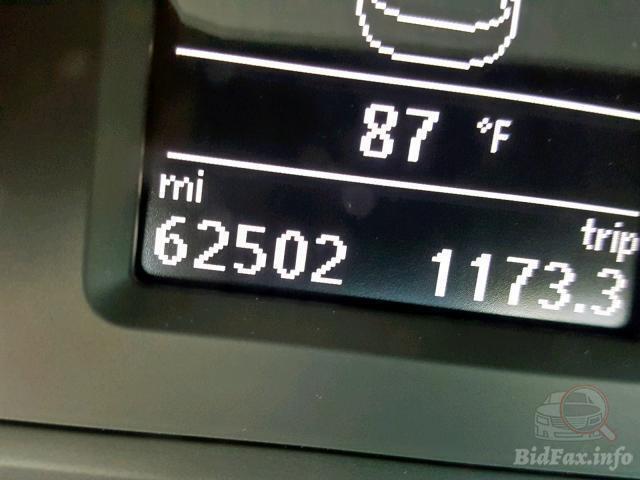 87 °F
mi
trip
62502 1173.3
BidFax.info